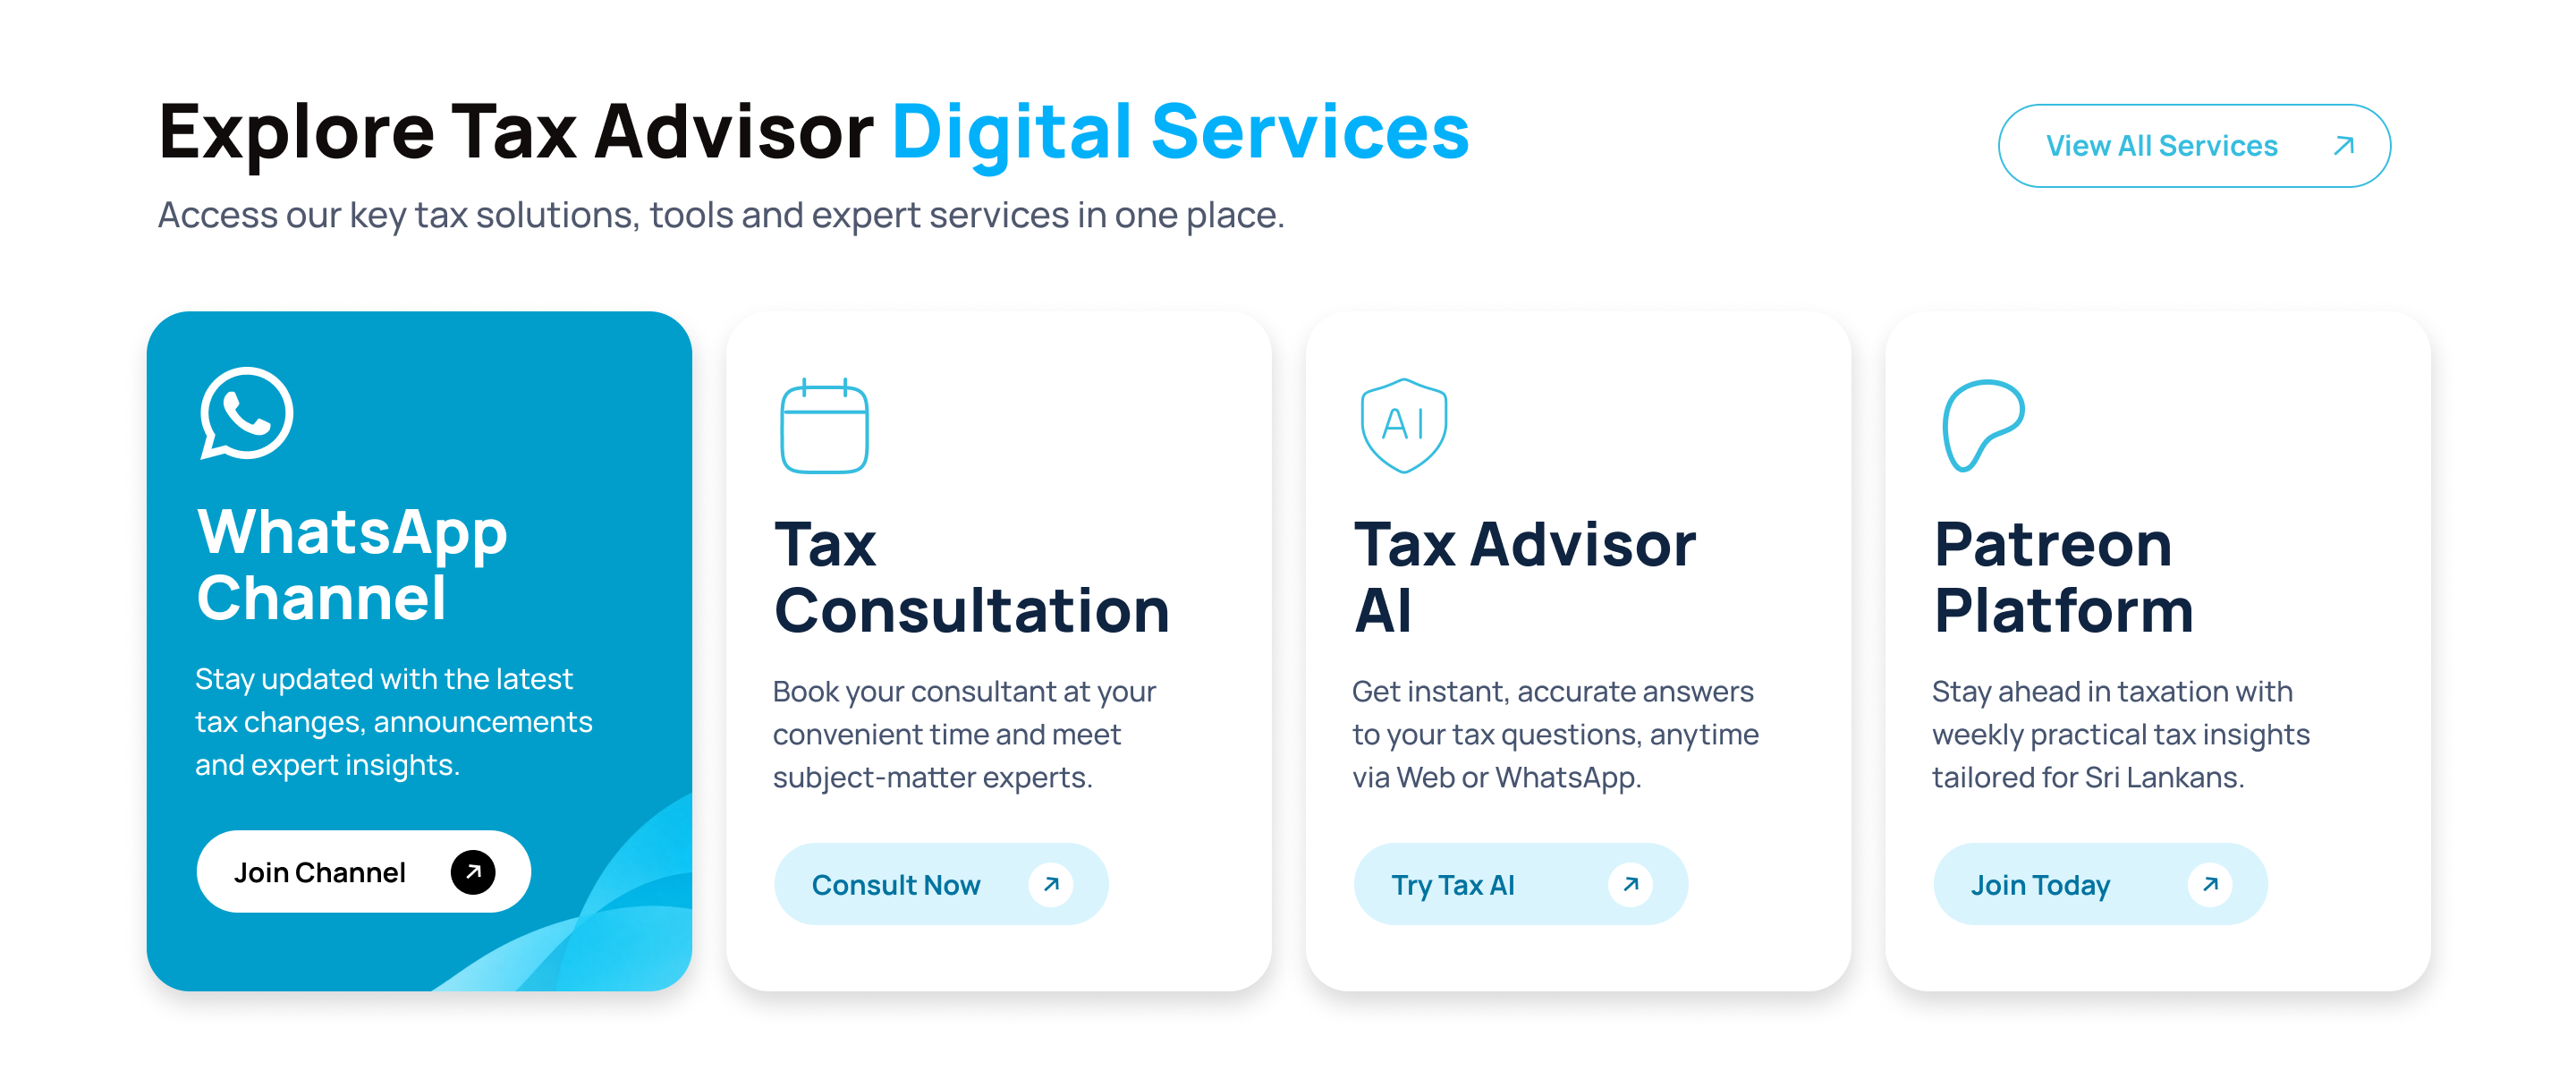 Explore Tax Advisor Digital Services
View All Services
Access our key tax solutions, tools and expert services in one place.
WhatsApp
Channel
Stay updated with the latest
tax changes, announcements
and expert insights.
Join Channel
Tax
Consultation
Book your consultant at your
convenient time and meet
subject-matter experts.
Consult Now
AI
Tax Advisor
AI
Get instant, accurate answers
to your tax questions, anytime
via Web or WhatsApp.
Try Tax AI
Patreon
Platform
Stay ahead in taxation with
weekly practical tax insights
tailored for Sri Lankans.
Join Today